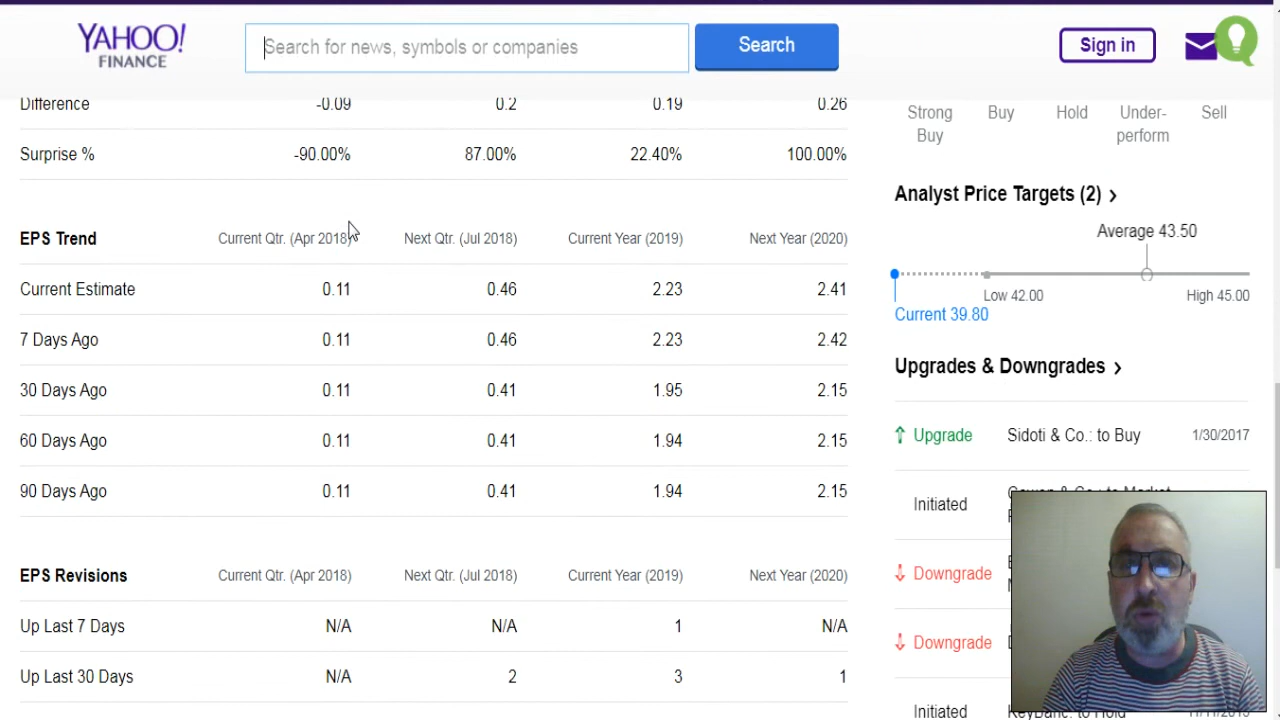 YAHOO!
FINANCE
Search for news, symbols or companies
Search
Sign in
Difference -0.09 0.2 0.19 0.26
Surprise % -90.00% 87.00% 22.40% 100.00%
EPS Trend Current Qtr. (Apr 2018) Next Qtr. (Jul 2018) Current Year (2019) Next Year (2020)
Current Estimate 0.11 0.46 2.23 2.41
7 Days Ago 0.11 0.46 2.23 2.42
30 Days Ago 0.11 0.41 1.95 2.15
60 Days Ago 0.11 0.41 1.94 2.15
90 Days Ago 0.11 0.41 1.94 2.15
EPS Revisions Current Qtr. (Apr 2018) Next Qtr. (Jul 2018) Current Year (2019) Next Year (2020)
Up Last 7 Days N/A N/A 1 N/A
Up Last 30 Days N/A 2 3 1
Strong Buy Hold Under- Sell
Buy perform
Analyst Price Targets (2) ›
Average 43.50
Low 42.00 High 45.00
Current 39.80
Upgrades & Downgrades ›
Upgrade Sidoti & Co.: to Buy 1/30/2017
Initiated Cowen & Co.: to Market
Downgrade
Downgrade
Initiated KeyBanc: to Hold